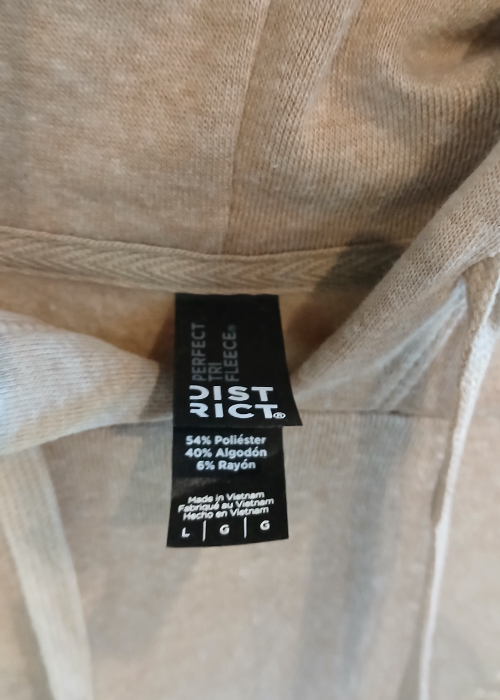 PERFECT
TRI
FLEECE®
DIST
RICT®
54% Poliéster
40% Algodón
6% Rayón
Made in Vietnam
Fabriqué au Vietnam
Hecho en Vietnam
L | G | G